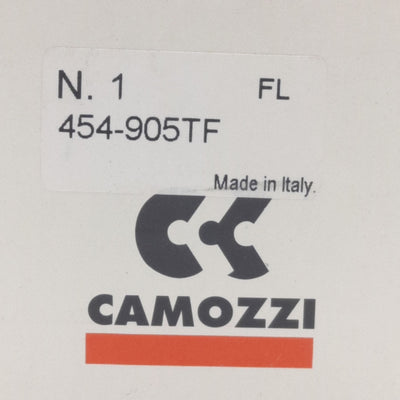 N. 1 FL
454-905TF
Made in Italy.
CAMOZZI